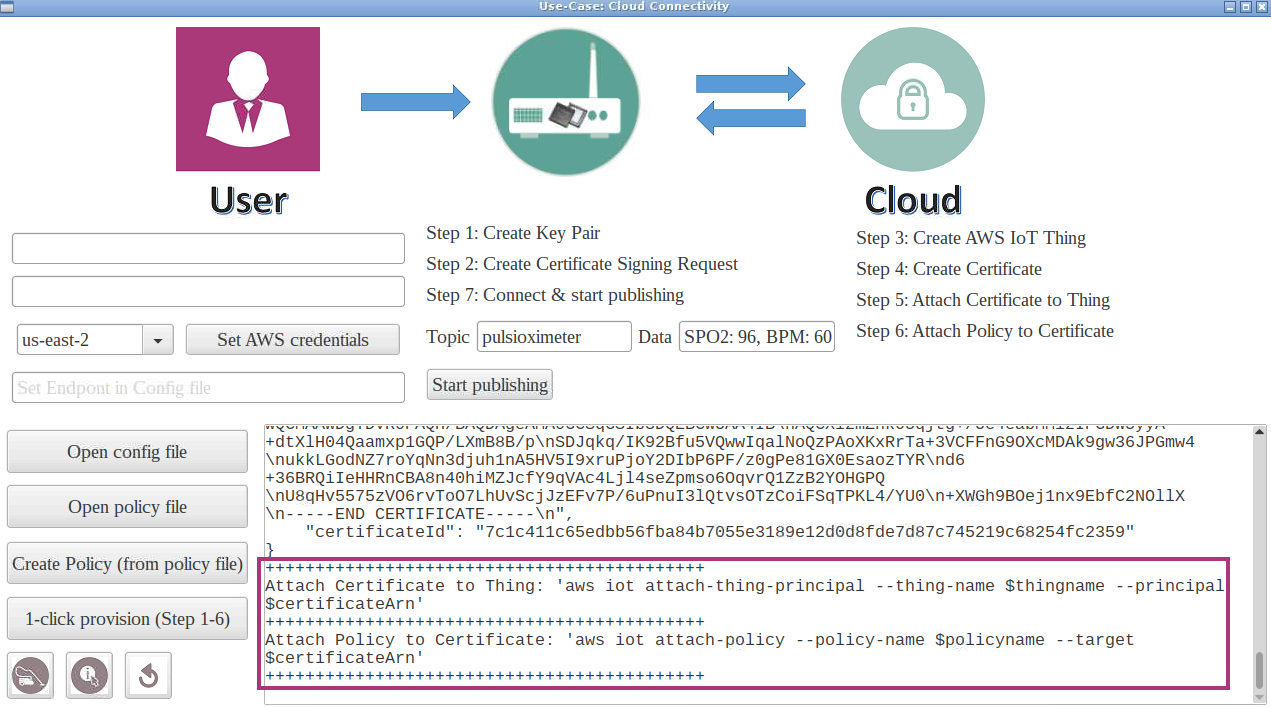 Use-Case: Cloud Connectivity
User
Cloud
Step 1: Create Key Pair
Step 2: Create Certificate Signing Request
Step 7: Connect & start publishing
Step 3: Create AWS IoT Thing
Step 4: Create Certificate
Step 5: Attach Certificate to Thing
Step 6: Attach Policy to Certificate
us-east-2
Set AWS credentials
Topic
pulsioximeter
Data
SPO2: 96, BPM: 60
Set Endpont in Config file
Start publishing
Open config file
Open policy file
Create Policy (from policy file)
1-click provision (Step 1-6)
+dtXlH04Qaamxp1GQP/LXmB8B/p\nSDJqkq/IK92Bfu5VQwwIqalNoQzPAoXKxRrTa+3VCFFnG9OXcMDAk9gw36JPGmw4
\nukkLGodNZ7roYqNn3djuh1nA5HV5I9xruPjoY2DIbP6PF/z0gPe81GX0EsaozTYR\nd6
+36BRQiIeHHRnCBA8n40hiMZJcfY9qVAc4Ljl4seZpmso6OqvrQ1ZzB2YOHGPQ
\nU8qHv5575zVO6rvToO7LhUvScjJzEFv7P/6uPnuI3lQtvsOTzCoiFSqTPKL4/YU0\n+XWGh9BOej1nx9EbfC2NOllX
\n-----END CERTIFICATE-----\n",
"certificateId": "7c1c411c65edbb56fba84b7055e3189e12d0d8fde7d87c745219c68254fc2359"
}
++++++++++++++++++++++++++++++++++++++++++++
Attach Certificate to Thing: 'aws iot attach-thing-principal --thing-name $thingname --principal
$certificateArn'
++++++++++++++++++++++++++++++++++++++++++++
Attach Policy to Certificate: 'aws iot attach-policy --policy-name $policyname --target
$certificateArn'
++++++++++++++++++++++++++++++++++++++++++++